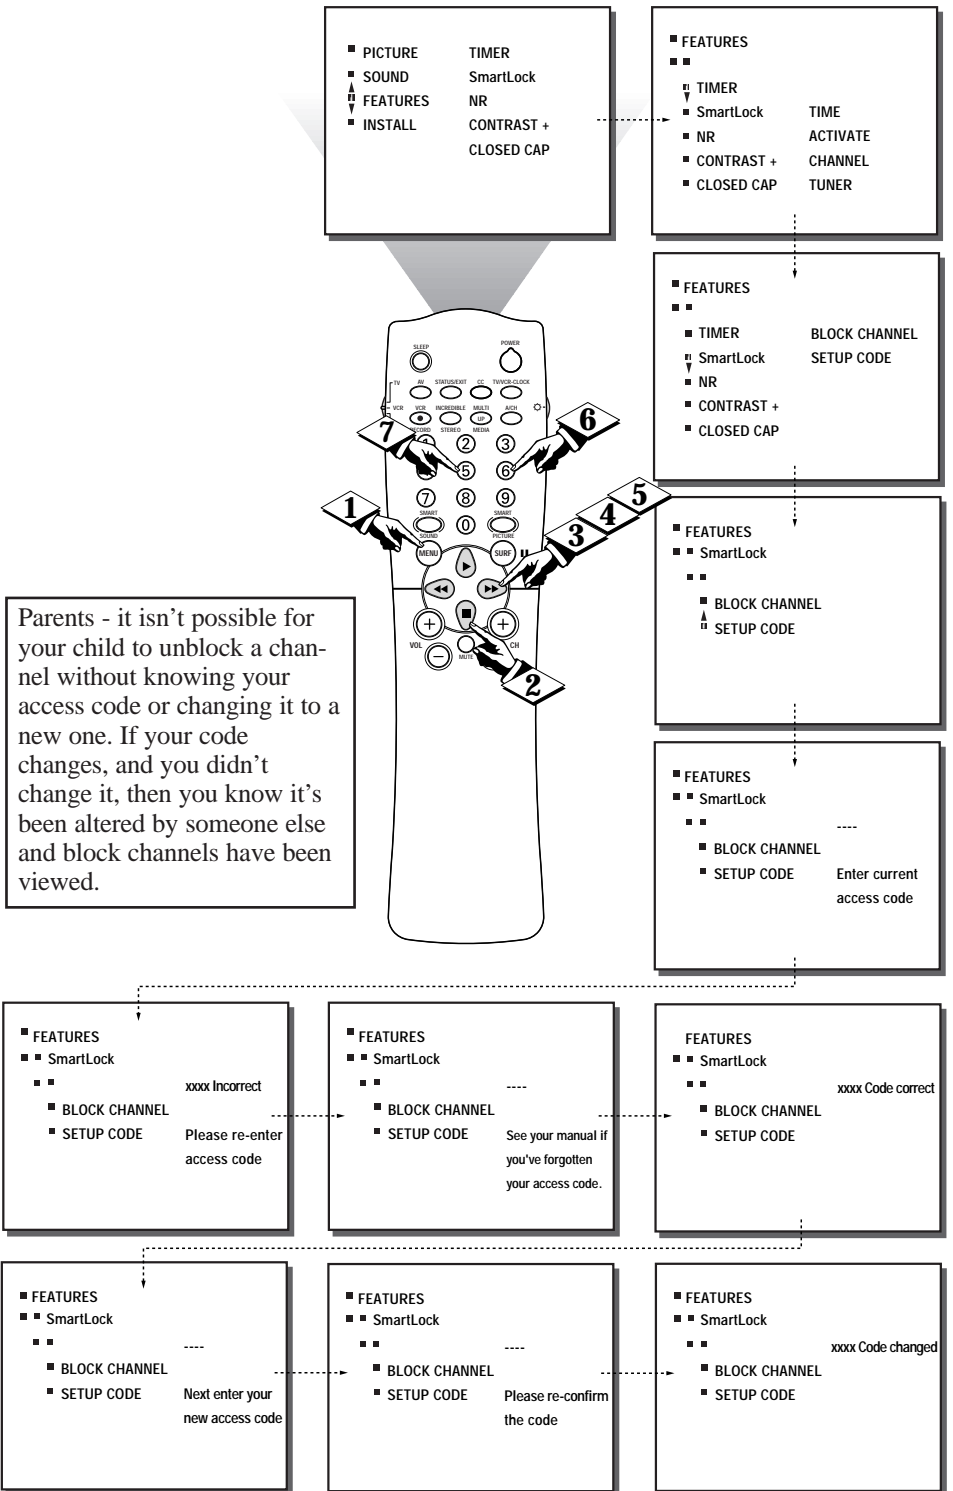 PICTURE TIMER
SOUND SmartLock
FEATURES NR
INSTALL CONTRAST +
CLOSED CAP
FEATURES
TIMER
SmartLock TIME
NR ACTIVATE
CONTRAST + CHANNEL
CLOSED CAP TUNER
FEATURES
TIMER BLOCK CHANNEL
SmartLock SETUP CODE
NR
CONTRAST +
CLOSED CAP
SLEEP POWER
TV AV STATUS/EXIT CC TV/VCR-CLOCK
VCR VCR INCREDIBLE MULTI A/CH
UP
RECORD STEREO MEDIA
7 6
1 2 3
5 6
7 8 9
SMART 0 SMART
SOUND PICTURE
MENU SURF
1
3 4 5
VOL CH
MUTE
2
FEATURES
SmartLock
BLOCK CHANNEL
SETUP CODE
Parents - it isn't possible for
your child to unblock a chan-
nel without knowing your
access code or changing it to a
new one. If your code
changes, and you didn't
change it, then you know it's
been altered by someone else
and block channels have been
viewed.
FEATURES
SmartLock
----
BLOCK CHANNEL
SETUP CODE Enter current
access code
FEATURES
SmartLock
xxxx Incorrect
BLOCK CHANNEL
SETUP CODE Please re-enter
access code
FEATURES
SmartLock
----
BLOCK CHANNEL
SETUP CODE See your manual if
you've forgotten
your access code.
FEATURES
SmartLock
xxxx Code correct
BLOCK CHANNEL
SETUP CODE
FEATURES
SmartLock
----
BLOCK CHANNEL
SETUP CODE Next enter your
new access code
FEATURES
SmartLock
----
BLOCK CHANNEL
SETUP CODE Please re-confirm
the code
FEATURES
SmartLock
xxxx Code changed
BLOCK CHANNEL
SETUP CODE